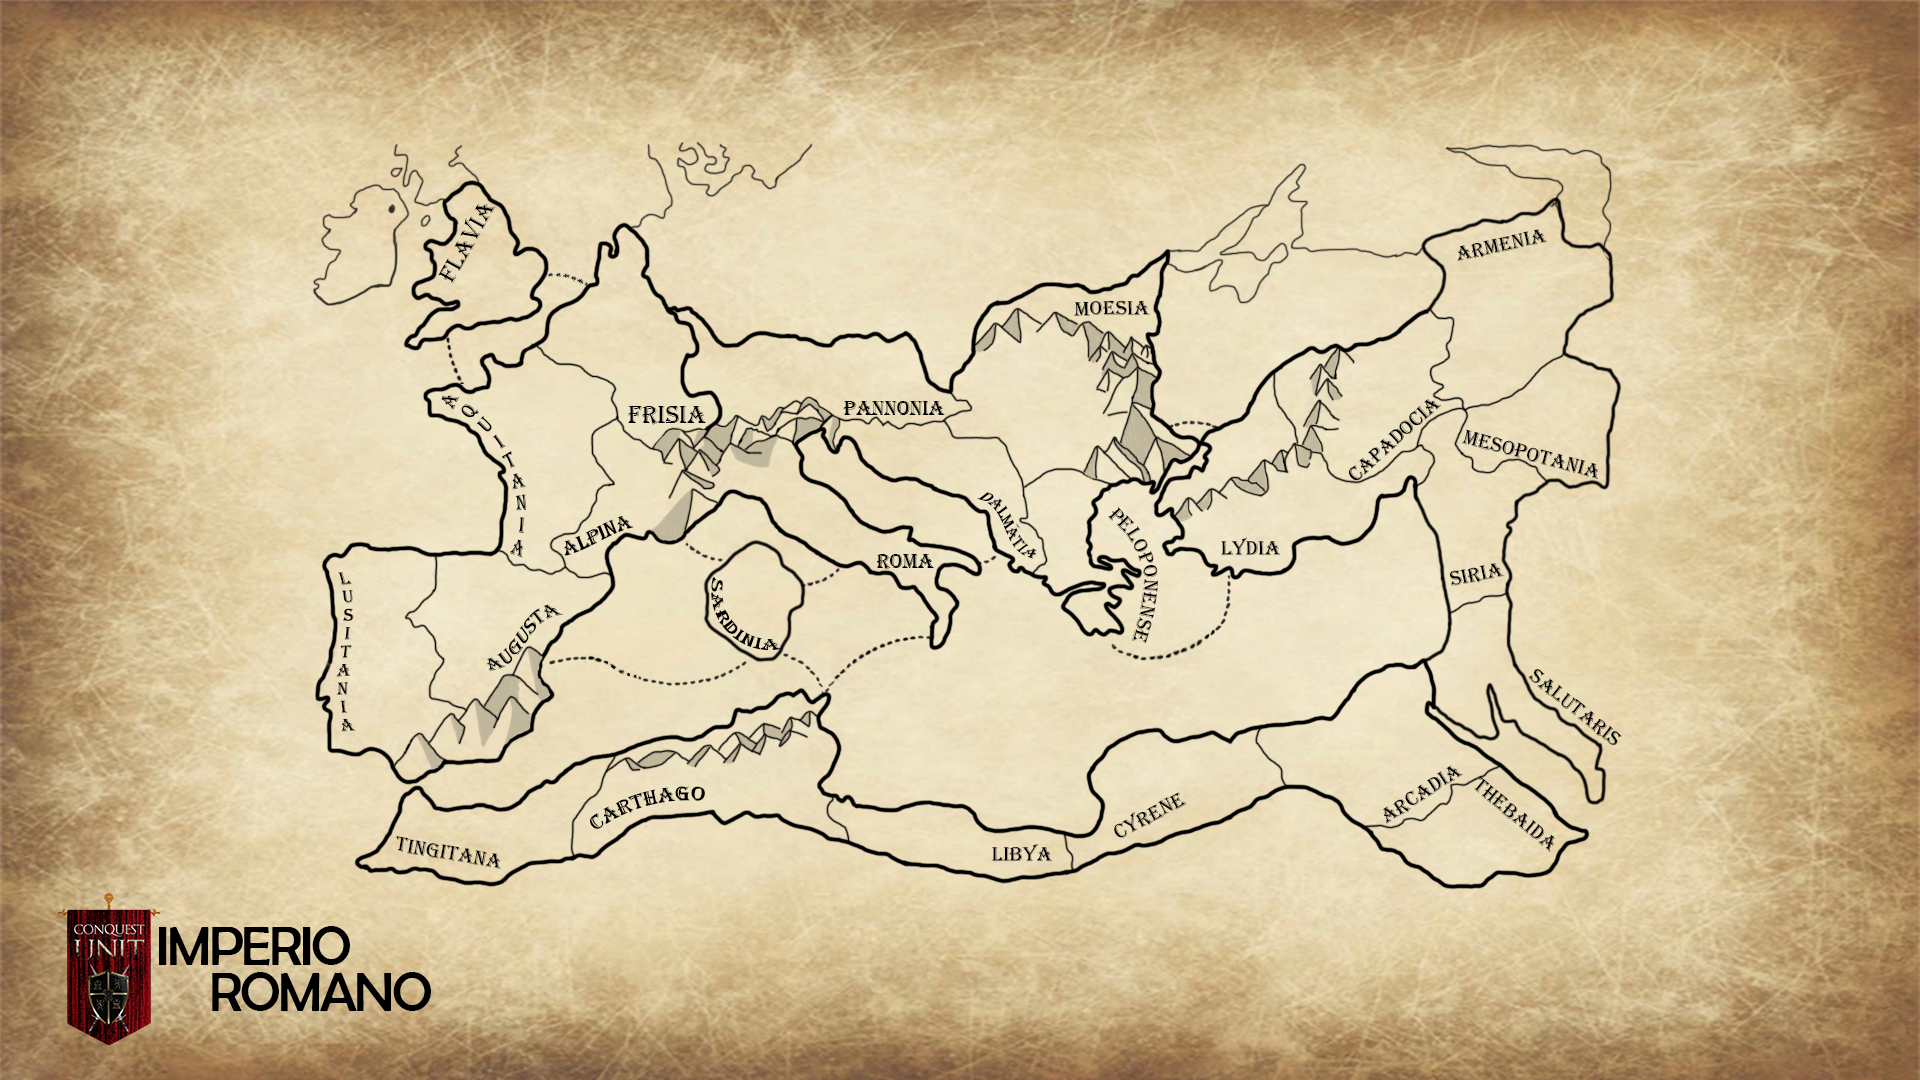 FLAVIA
ARMENIA
MOESIA
AQUITANIA
FRISIA
PANNONIA
CAPADOCIA
MESOPOTANIA
ALPINA
DALMATIA
PELOPONENSE
ROMA
LYDIA
SIRIA
LUSITANIA
AUGUSTA
SARDINIA
SALUTARIS
CARTHAGO
CYRENE
ARCADIA
THEBAIDA
TINGITANA
LIBYA
CONQUEST
UNIT
IMPERIO
ROMANO